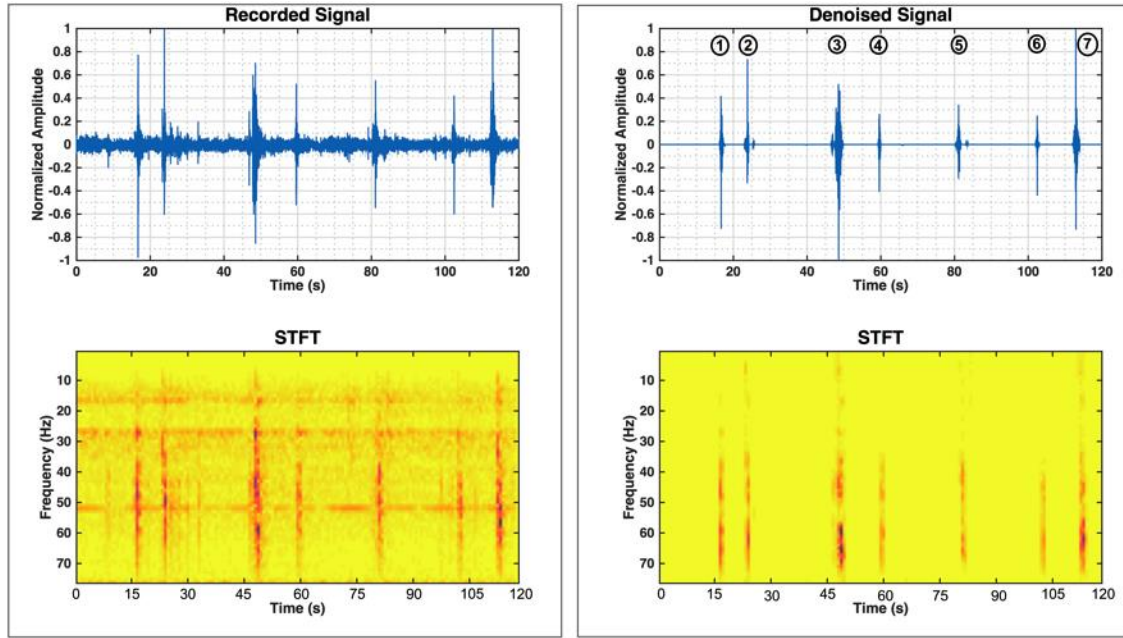 Recorded Signal
Normalized Amplitude
1
0.8
0.6
0.4
0.2
0
-0.2
-0.4
-0.6
-0.8
-1
0 20 40 60 80 100 120
Time (s)
Denoised Signal
Normalized Amplitude
1
0.8
0.6
0.4
0.2
0
-0.2
-0.4
-0.6
-0.8
-1
1 2 3 4 5 6 7
0 20 40 60 80 100 120
Time (s)
STFT
Frequency (Hz)
10
20
30
40
50
60
70
0 15 30 45 60 75 90 105 120
Time (s)
STFT
Frequency (Hz)
10
20
30
40
50
60
70
15 30 45 60 75 90 105 120
Time (s)